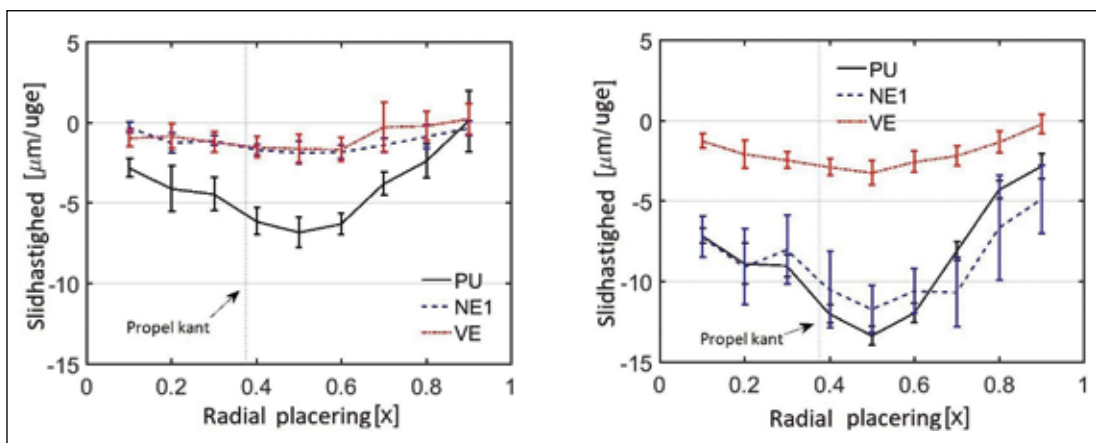 5
0
-5
-10
-15
Slidhastighed [μm/uge]
Propel kant
PU
NE1
VE
0 0.2 0.4 0.6 0.8 1
Radial placering[x]
5
0
-5
-10
-15
Slidhastighed [μm/uge]
PU
NE1
VE
Propel kant
0 0.2 0.4 0.6 0.8 1
Radial placering[x]